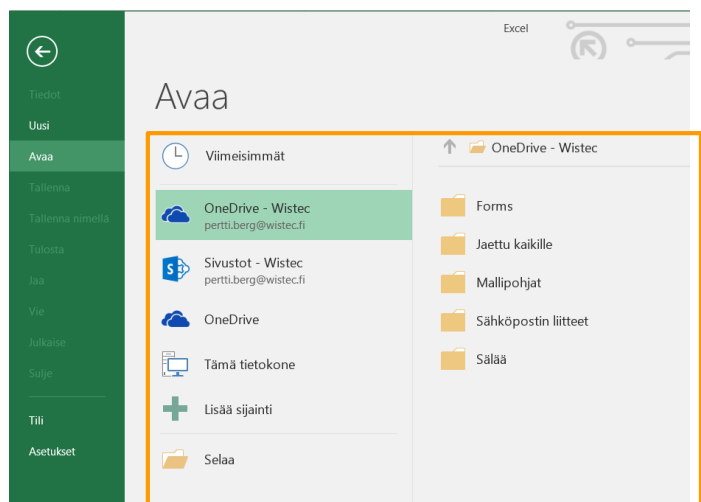 Excel
Tiedot
Uusi
Avaa
Tallenna
Tallenna nimellä
Tulosta
Jaa
Vie
Julkaise
Sulje
Tili
Asetukset
Avaa
Viimeisimmät
OneDrive - Wistec
pertti.berg@wistec.fi
Sivustot - Wistec
pertti.berg@wistec.fi
OneDrive
Tämä tietokone
Lisää sijainti
Selaa
OneDrive - Wistec
Forms
Jaettu kaikille
Mallipohjat
Sähköpostin liitteet
Sälää